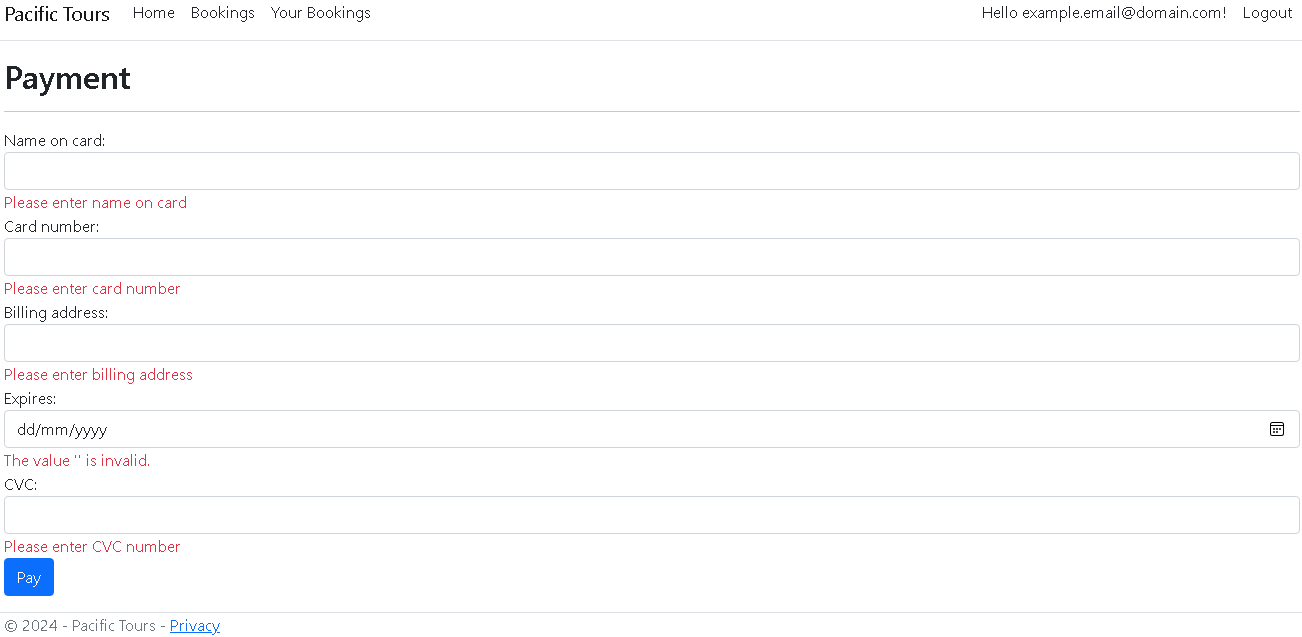 Pacific Tours Home Bookings Your Bookings Hello example.email@domain.com! Logout
Payment
Name on card:
Please enter name on card
Card number:
Please enter card number
Billing address:
Please enter billing address
Expires:
dd/mm/yyyy
The value '' is invalid.
CVC:
Please enter CVC number
Pay
© 2024 - Pacific Tours - Privacy